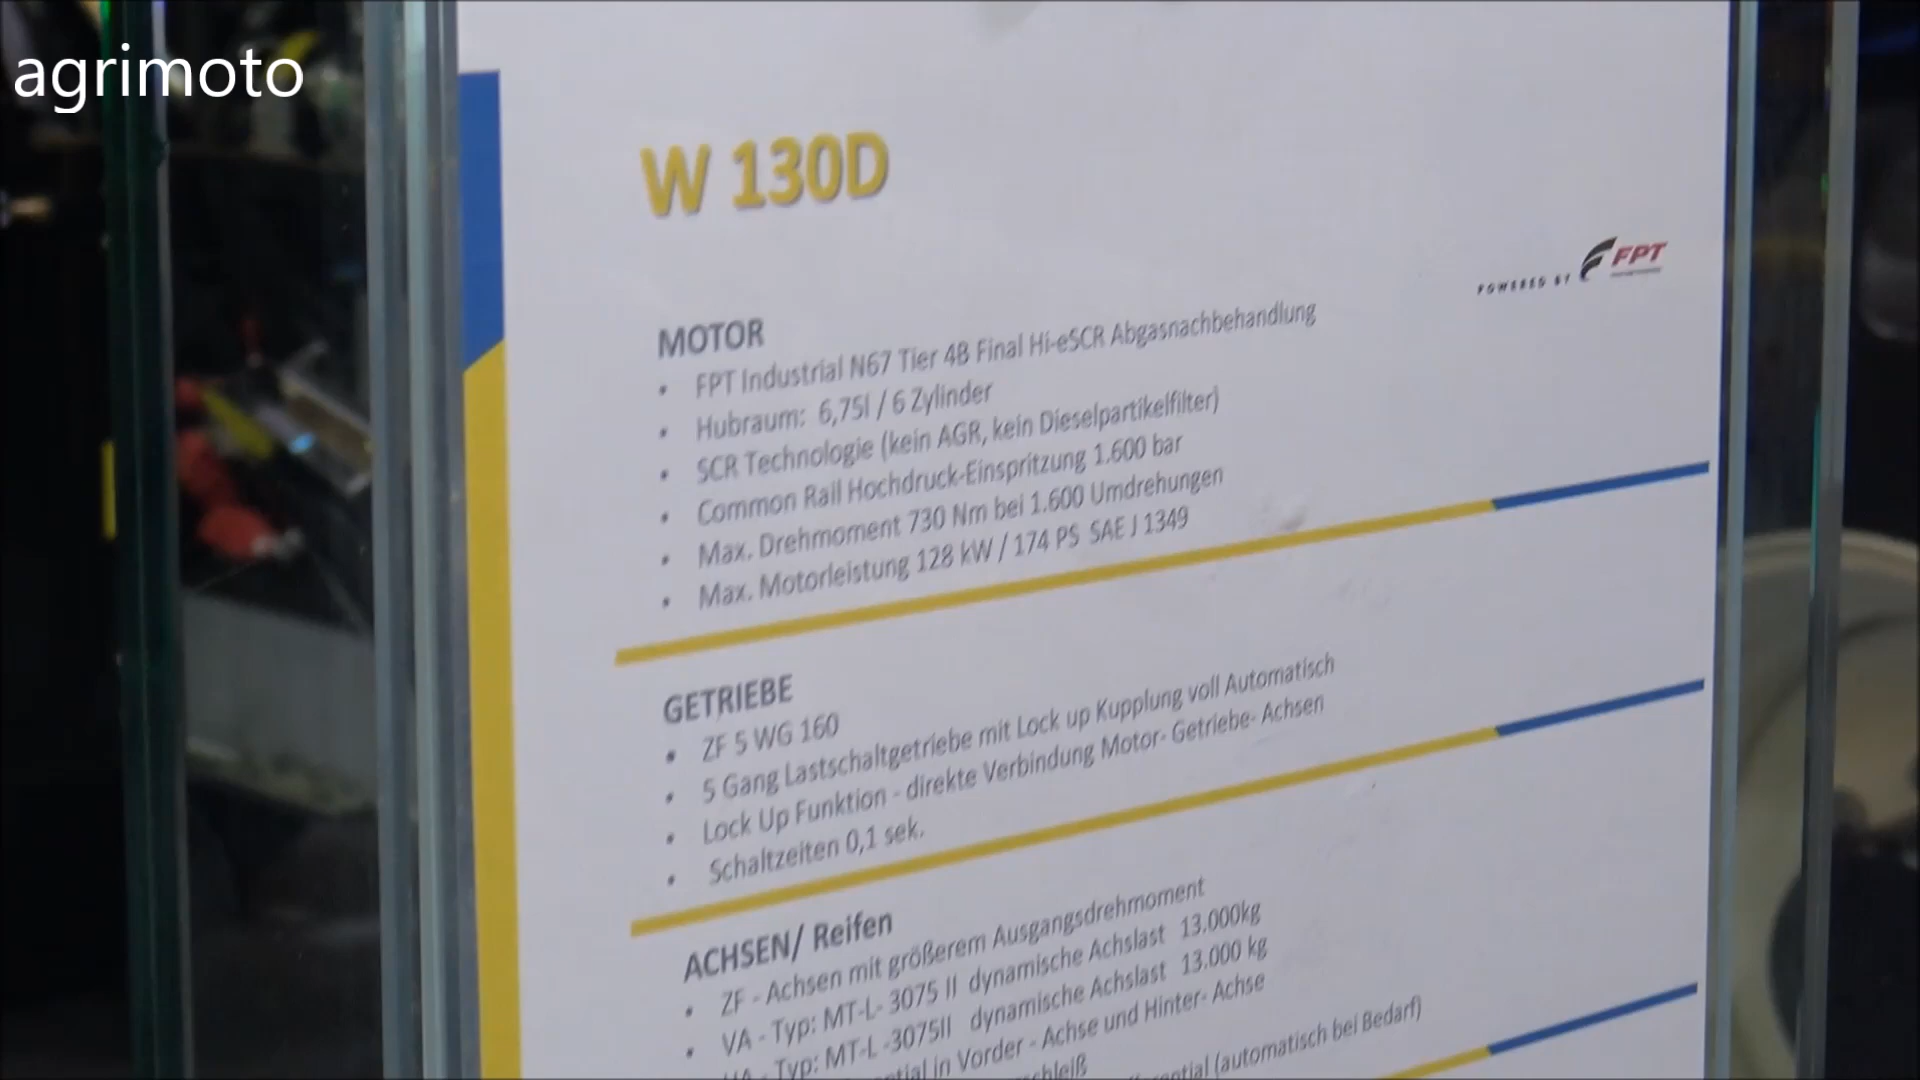 agrimoto
W 130D
POWERED BY FPT
MOTOR
• FPT Industrial N67 Tier 4B Final Hi-eSCR Abgasnachbehandlung
• Hubraum: 6,75l / 6 Zylinder
• SCR Technologie (kein AGR, kein Dieselpartikelfilter)
• Common Rail Hochdruck-Einspritzung 1.600 bar
• Max. Drehmoment 730 Nm bei 1.600 Umdrehungen
• Max. Motorleistung 128 kW / 174 PS SAE J 1349
GETRIEBE
• ZF 5 WG 160
• 5 Gang Lastschaltgetriebe mit Lock up Kupplung voll Automatisch
• Lock Up Funktion - direkte Verbindung Motor- Getriebe- Achsen
• Schaltzeiten 0,1 sek.
ACHSEN/ Reifen
• ZF - Achsen mit größerem Ausgangsdrehmoment
• VA - Typ: MT-L- 3075 II dynamische Achslast 13.000kg
Typ: MT-L -3075II dynamische Achslast 13.000 kg
in Vorder - Achse und Hinter- Achse
(automatisch bei Bedarf)